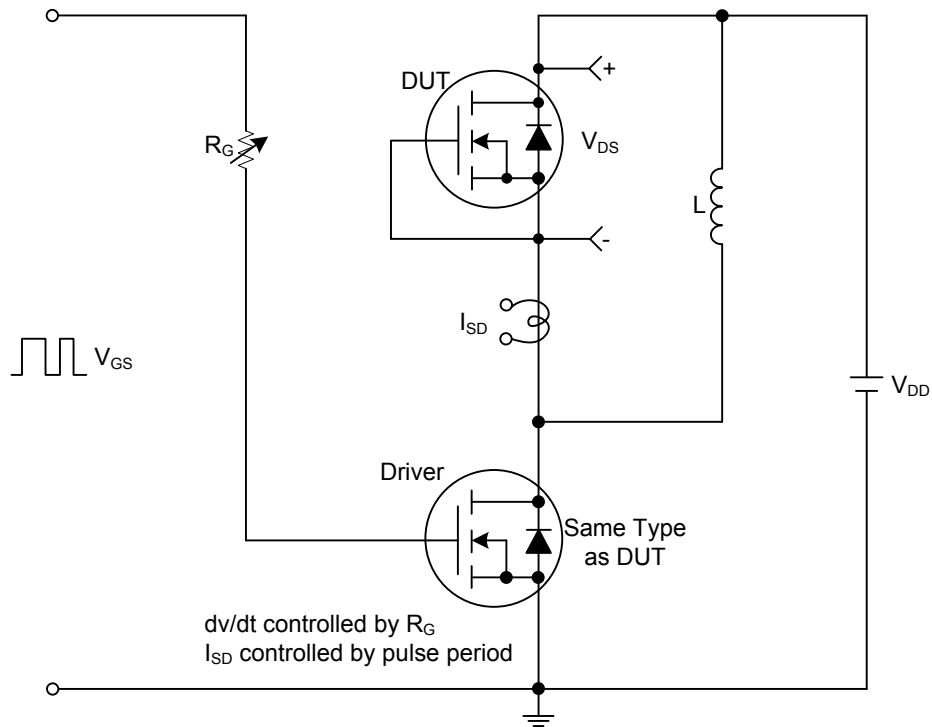 DUT
+
R_G
V_DS
L
-
I_SD
V_GS
V_DD
Driver
Same Type
as DUT
dv/dt controlled by R_G
I_SD controlled by pulse period